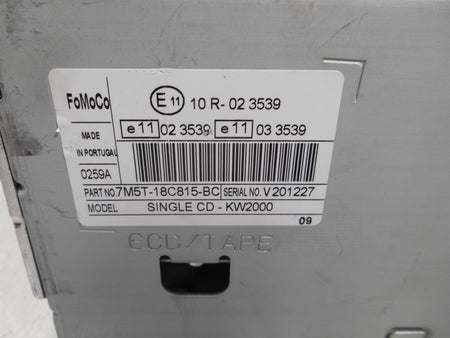 FoMoCo
E 11 10 R- 02 3539
e 11 02 3539 e 11 03 3539
MADE
IN PORTUGAL
0259A
PART NO. 7M5T-18C815-BC SERIAL NO. V 201227
MODEL SINGLE CD - KW2000
09
6CD/TAPE